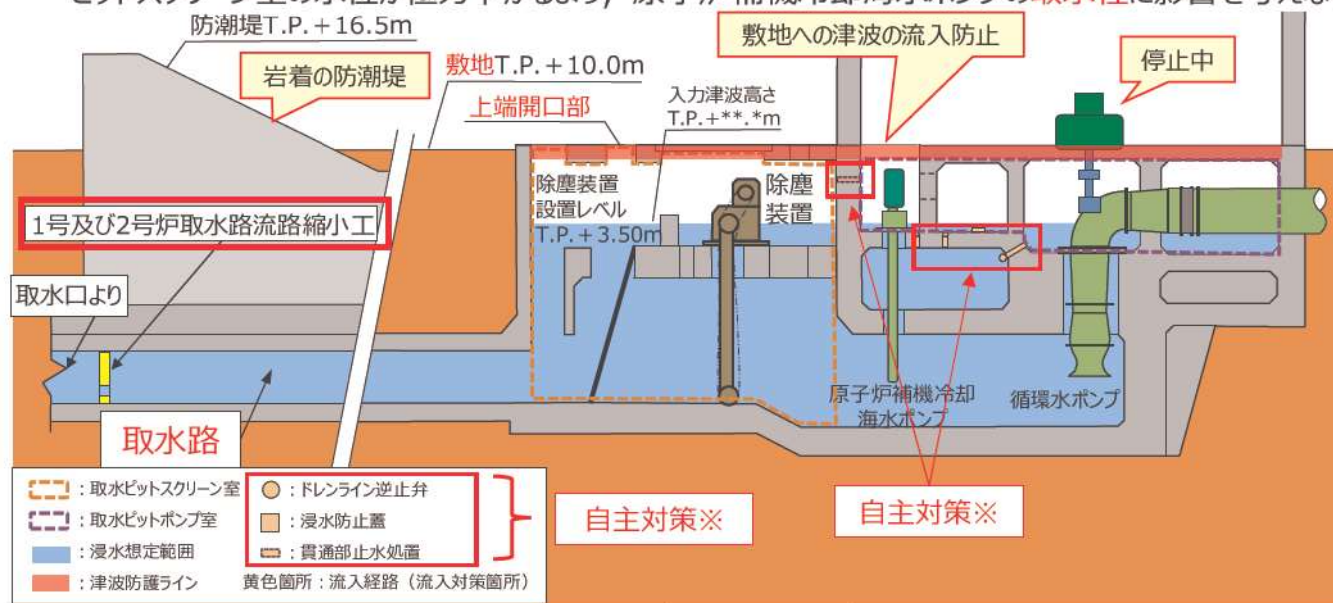 防潮堤T.P.+16.5m
岩着の防潮堤
敷地T.P.+10.0m
上端開口部
入力津波高さ
T.P.+**.*m
敷地への津波の流入防止
停止中
除塵装置
設置レベル
T.P.+3.50m
除塵
装置
1号及び2号炉取水路流路縮小工
取水口より
原子炉補機冷却
海水ポンプ
循環水ポンプ
取水路
：取水ピットスクリーン室
：取水ピットポンプ室
：浸水想定範囲
：津波防護ライン
：ドレンライン逆止弁
：浸水防止蓋
：貫通部止水処置
黄色箇所：流入経路（流入対策箇所）
自主対策※
自主対策※